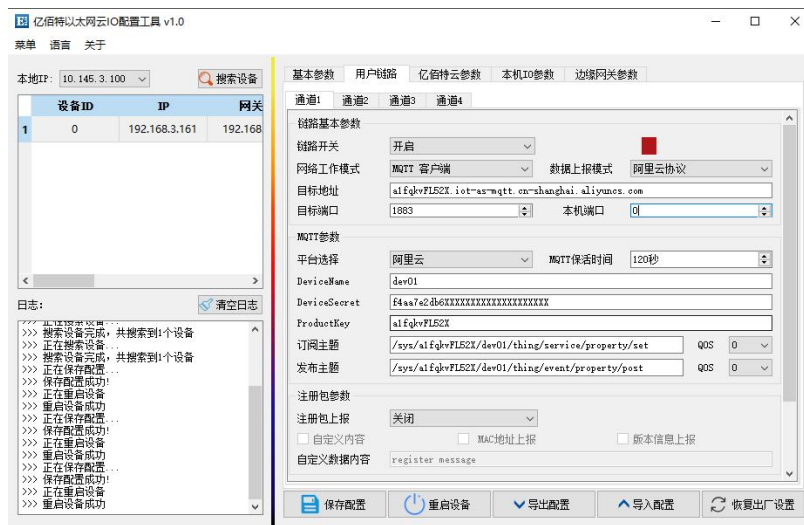 亿佰特以太网云IO配置工具 v1.0
菜单 语言 关于
本地IP: 10.145.3.100 搜索设备
设备ID IP 网关
1 0 192.168.3.161 192.168
日志: 清空日志
>>> 搜索设备完成，共搜索到1个设备
>>> 正在搜索设备...
>>> 搜索设备完成，共搜索到1个设备
>>> 正在保存配置...
>>> 保存配置成功!
>>> 正在重启设备
>>> 重启设备成功
>>> 正在保存配置...
>>> 保存配置成功!
>>> 正在重启设备
>>> 重启设备成功
>>> 正在保存配置...
>>> 保存配置成功!
>>> 正在重启设备
>>> 重启设备成功
基本参数 用户链路 亿佰特云参数 本机IO参数 边缘网关参数
通道1 通道2 通道3 通道4
链路基本参数
链路开关 开启
网络工作模式 MQTT 客户端 数据上报模式 阿里云协议
目标地址 a1fqkvFL52X.iot-as-mqtt.cn-shanghai.aliyuncs.com
目标端口 1883 本机端口 0
MQTT参数
平台选择 阿里云 MQTT保活时间 120秒
DeviceName dev01
DeviceSecret f4aa7e2db6XXXXXXXXXXXXXXXXXXXXXX
ProductKey a1fqkvFL52X
订阅主题 /sys/a1fqkvFL52X/dev01/thing/service/property/set QOS 0
发布主题 /sys/a1fqkvFL52X/dev01/thing/event/property/post QOS 0
注册包参数
注册包上报 关闭
自定义内容 MAC地址上报 版本信息上报
自定义数据内容 register message
保存配置 重启设备 导出配置 导入配置 恢复出厂设置